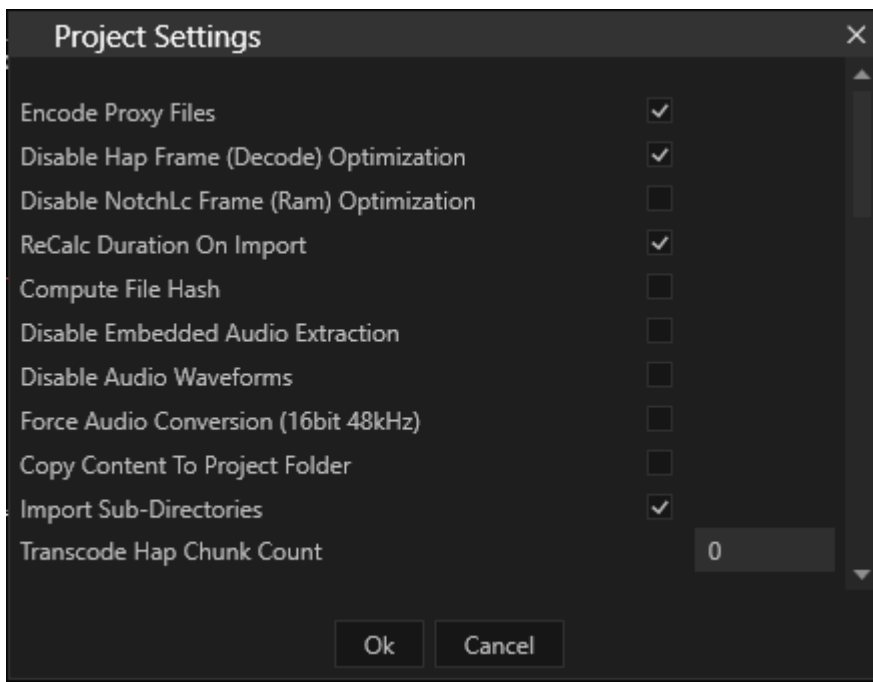 Project Settings
Encode Proxy Files
Disable Hap Frame (Decode) Optimization
Disable NotchLc Frame (Ram) Optimization
ReCalc Duration On Import
Compute File Hash
Disable Embedded Audio Extraction
Disable Audio Waveforms
Force Audio Conversion (16bit 48kHz)
Copy Content To Project Folder
Import Sub-Directories
Transcode Hap Chunk Count 0
Ok Cancel